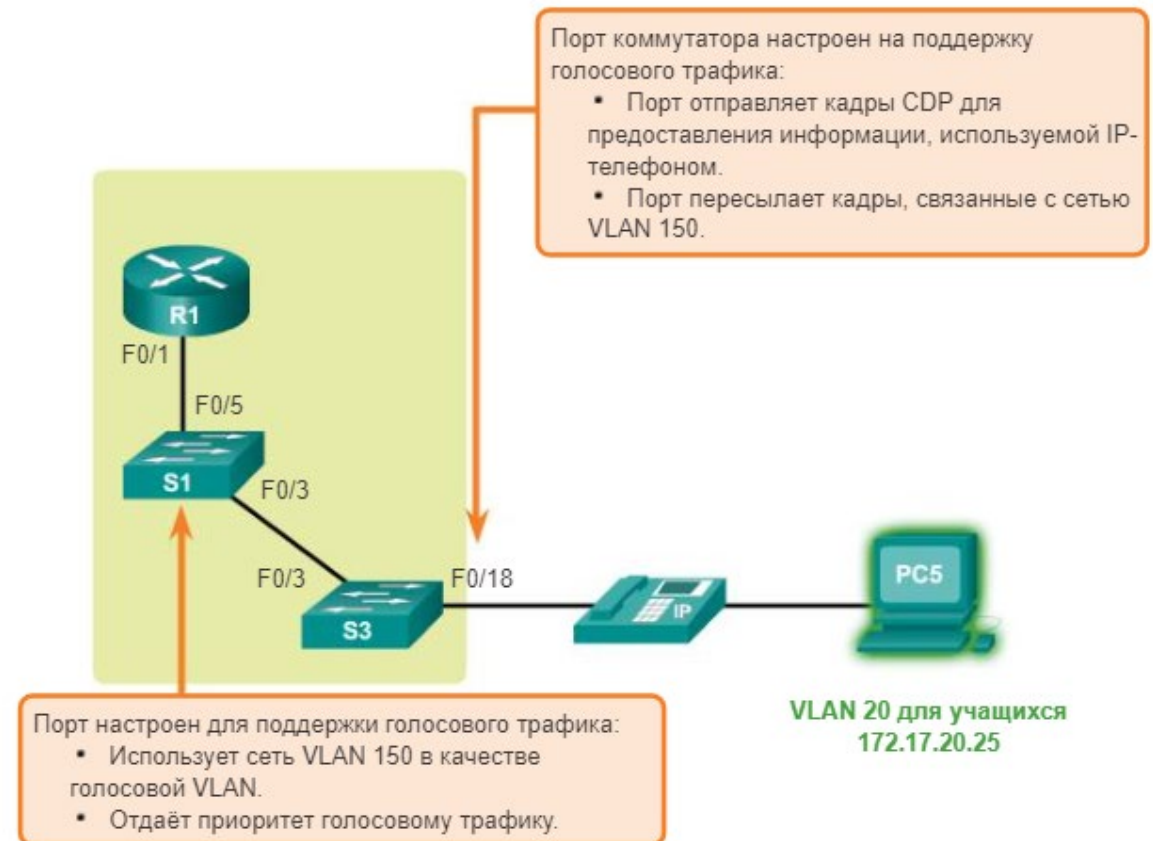 Порт коммутатора настроен на поддержку
голосового трафика:
• Порт отправляет кадры CDP для
предоставления информации, используемой IP-
телефоном.
• Порт пересылает кадры, связанные с сетью
VLAN 150.
R1
F0/1
F0/5
S1
F0/3
F0/3
F0/18
S3
IP
PC5
VLAN 20 для учащихся
172.17.20.25
Порт настроен для поддержки голосового трафика:
• Использует сеть VLAN 150 в качестве
голосовой VLAN.
• Отдаёт приоритет голосовому трафику.